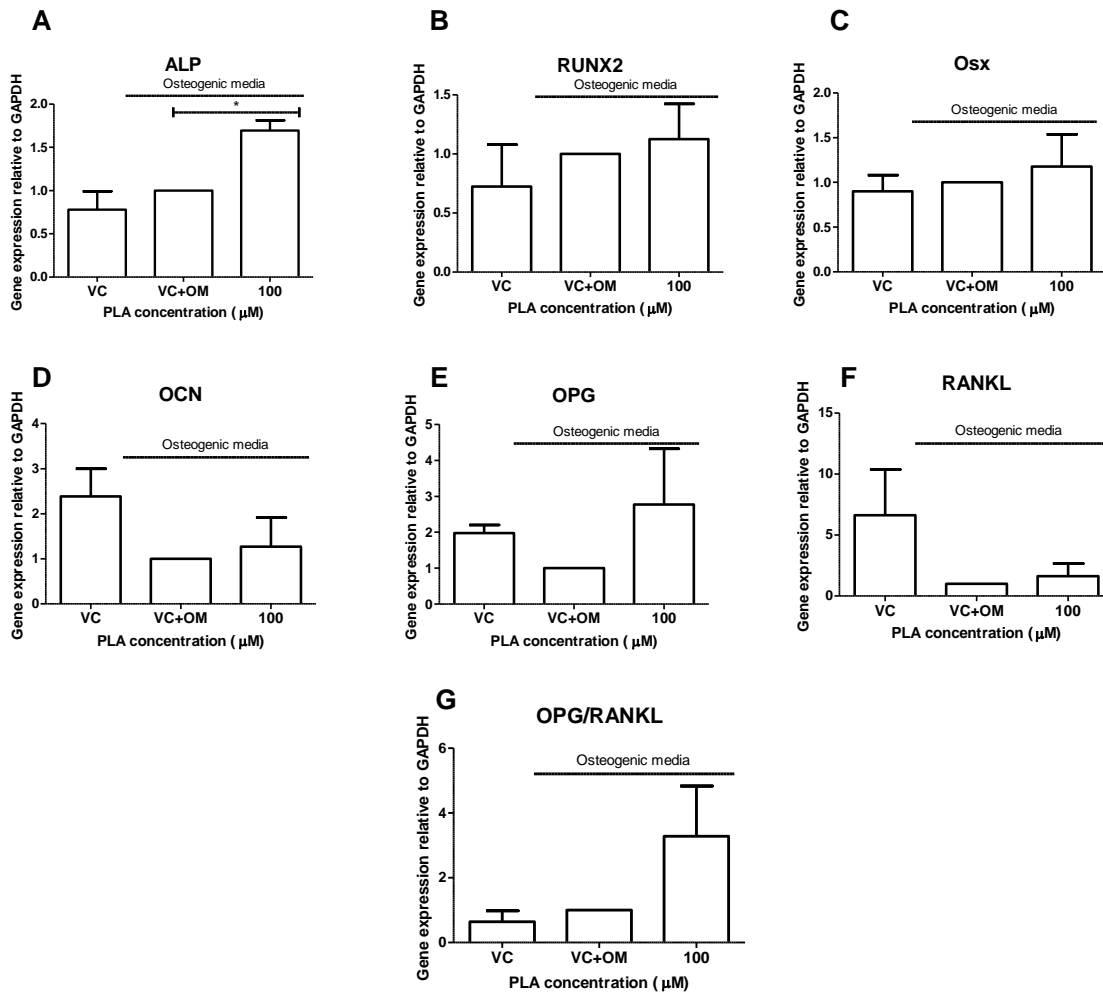 A
ALP
Osteogenic media
*
Gene expression relative to GAPDH
2.0
1.5
1.0
0.5
0.0
VC VC+OM 100
PLA concentration ( µM)
B
RUNX2
Osteogenic media
Gene expression relative to GAPDH
1.5
1.0
0.5
0.0
VC VC+OM 100
PLA concentration ( µM)
C
Osx
Osteogenic media
Gene expression relative to GAPDH
2.0
1.5
1.0
0.5
0.0
VC VC+OM 100
PLA concentration ( µM)
D
OCN
Osteogenic media
Gene expression relative to GAPDH
4
3
2
1
0
VC VC+OM 100
PLA concentration ( µM)
E
OPG
Osteogenic media
Gene expression relative to GAPDH
5
4
3
2
1
0
VC VC+OM 100
PLA concentration ( µM)
F
RANKL
Osteogenic media
Gene expression relative to GAPDH
15
10
5
0
VC VC+OM 100
PLA concentration ( µM)
G
OPG/RANKL
Osteogenic media
Gene expression relative to GAPDH
6
4
2
0
VC VC+OM 100
PLA concentration ( µM)